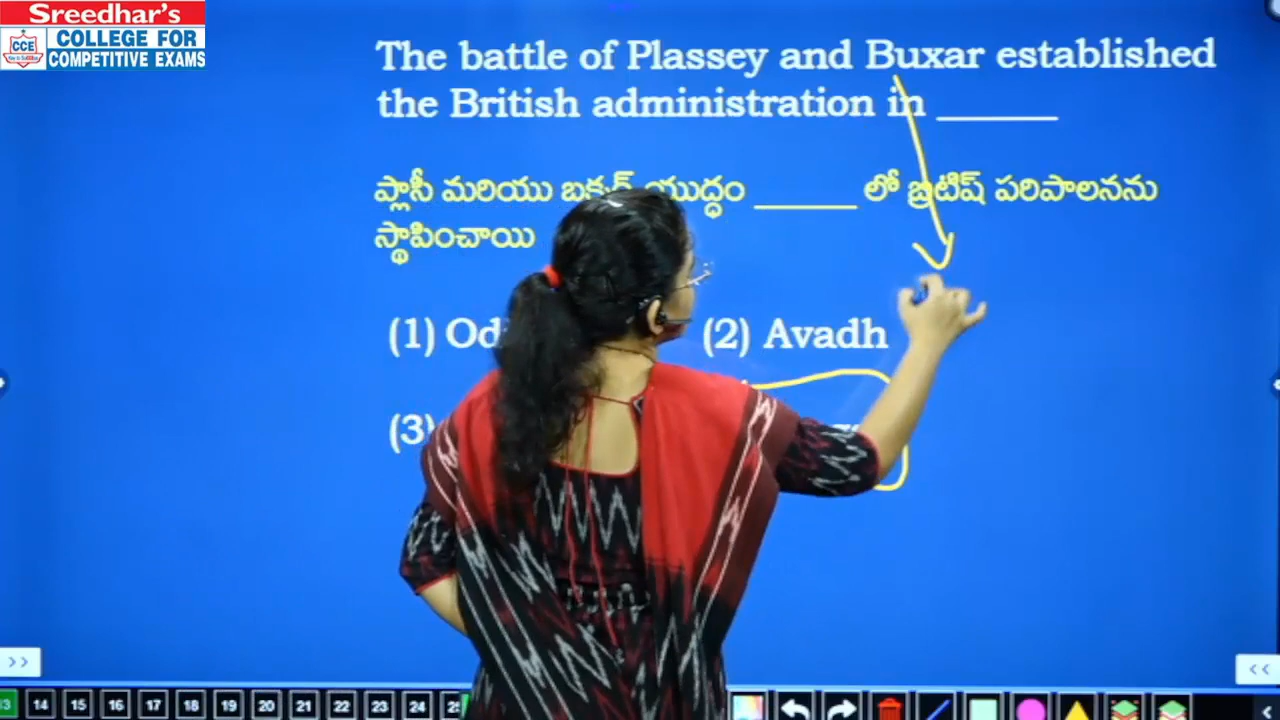 Sreedhar's
CCE
COLLEGE FOR
COMPETITIVE EXAMS
The battle of Plassey and Buxar established
the British administration in ______
ప్లాసీ మరియు బక్సర్ యుద్ధం ______ లో బ్రిటిష్ పరిపాలనను
స్థాపించాయి
(1) (2) Avadh
(3)
>> <<
14 15 16 17 18 19 20 21 22 23 24